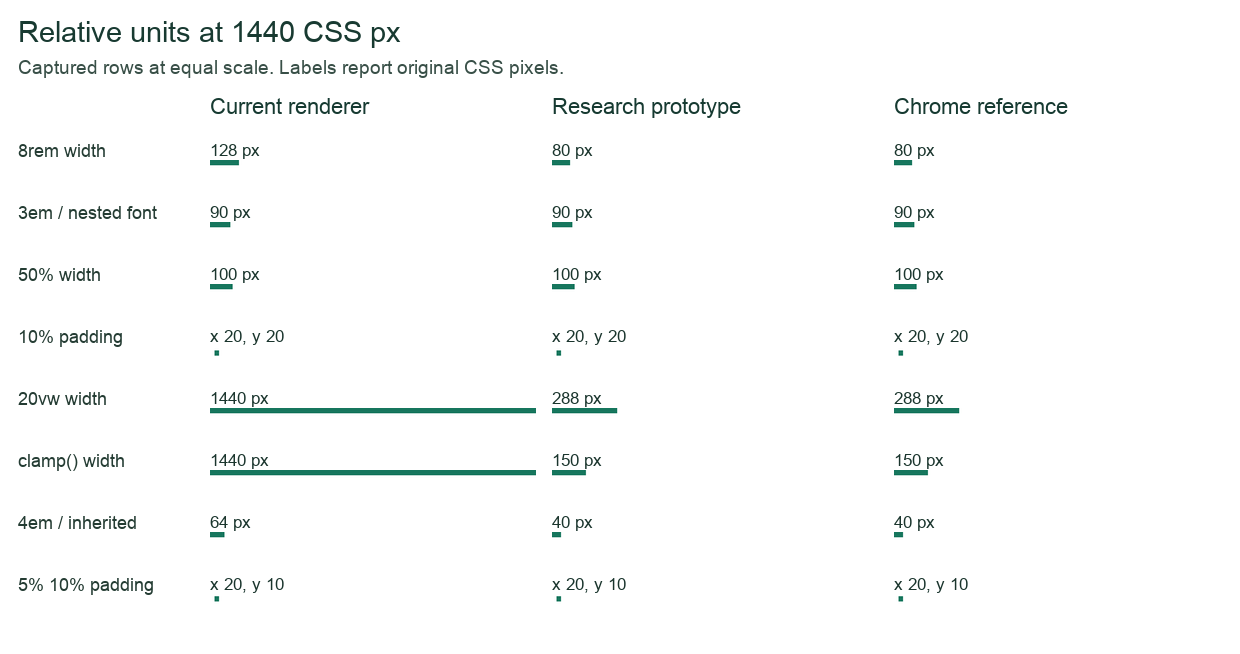 Relative units at 1440 CSS px
Captured rows at equal scale. Labels report original CSS pixels.
Current renderer Research prototype Chrome reference
8rem width 128 px 80 px 80 px
3em / nested font 90 px 90 px 90 px
50% width 100 px 100 px 100 px
10% padding x 20, y 20 x 20, y 20 x 20, y 20
20vw width 1440 px 288 px 288 px
clamp() width 1440 px 150 px 150 px
4em / inherited 64 px 40 px 40 px
5% 10% padding x 20, y 10 x 20, y 10 x 20, y 10